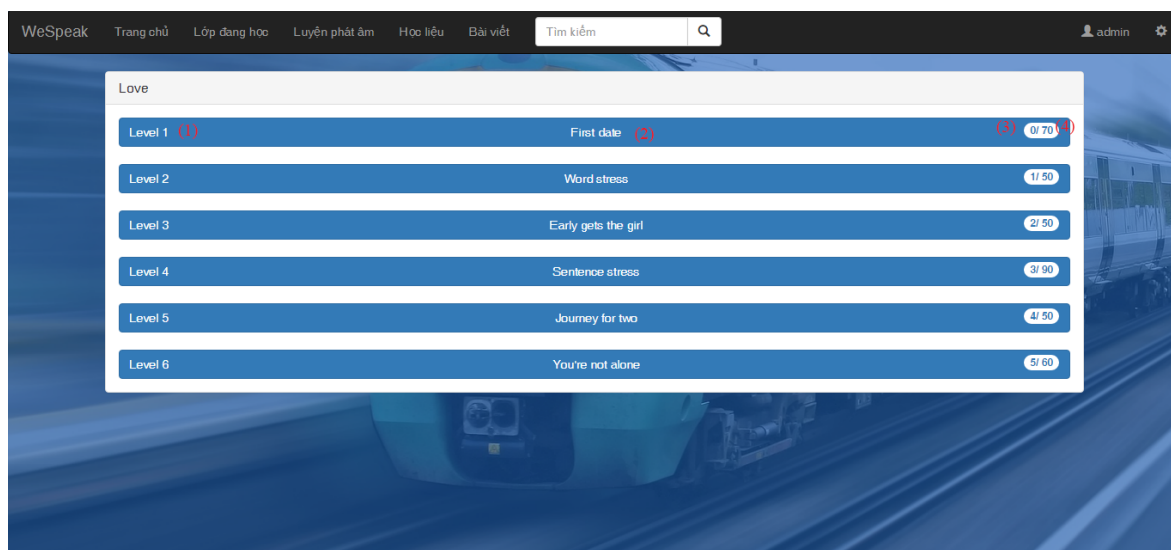 WeSpeak Trang chủ Lớp đang học Luyện phát âm Học liệu Bài viết Tìm kiếm admin
Love
Level 1 (1) First date (2) (3) 0/ 70 (4)
Level 2 Word stress 1/ 50
Level 3 Early gets the girl 2/ 50
Level 4 Sentence stress 3/ 90
Level 5 Journey for two 4/ 50
Level 6 You're not alone 5/ 60